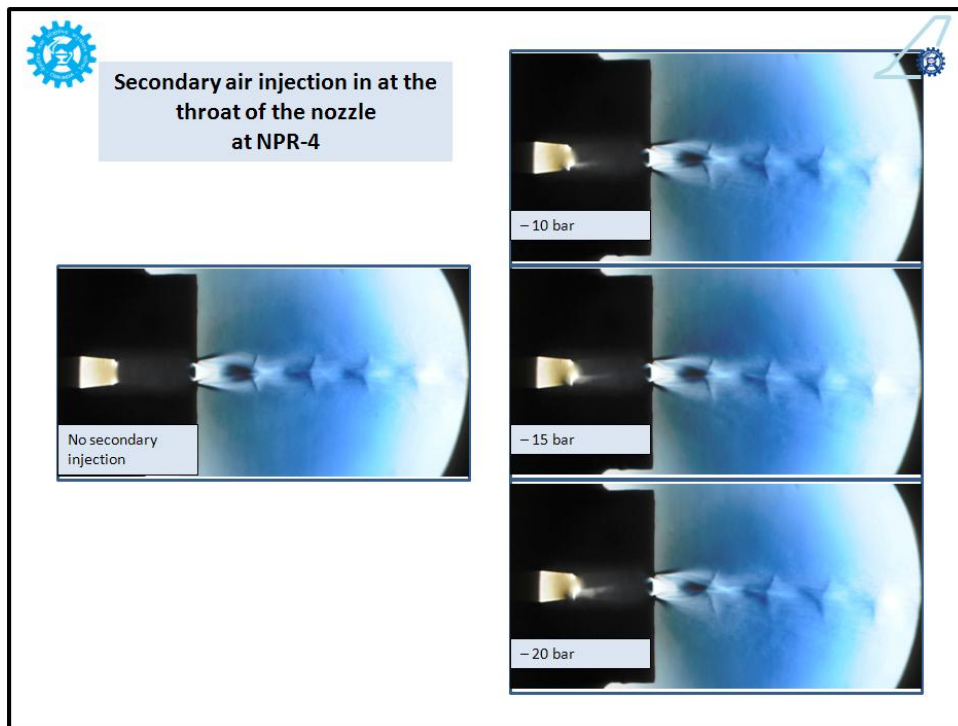 Secondary air injection in at the
throat of the nozzle
at NPR-4
No secondary
injection
– 10 bar
– 15 bar
– 20 bar